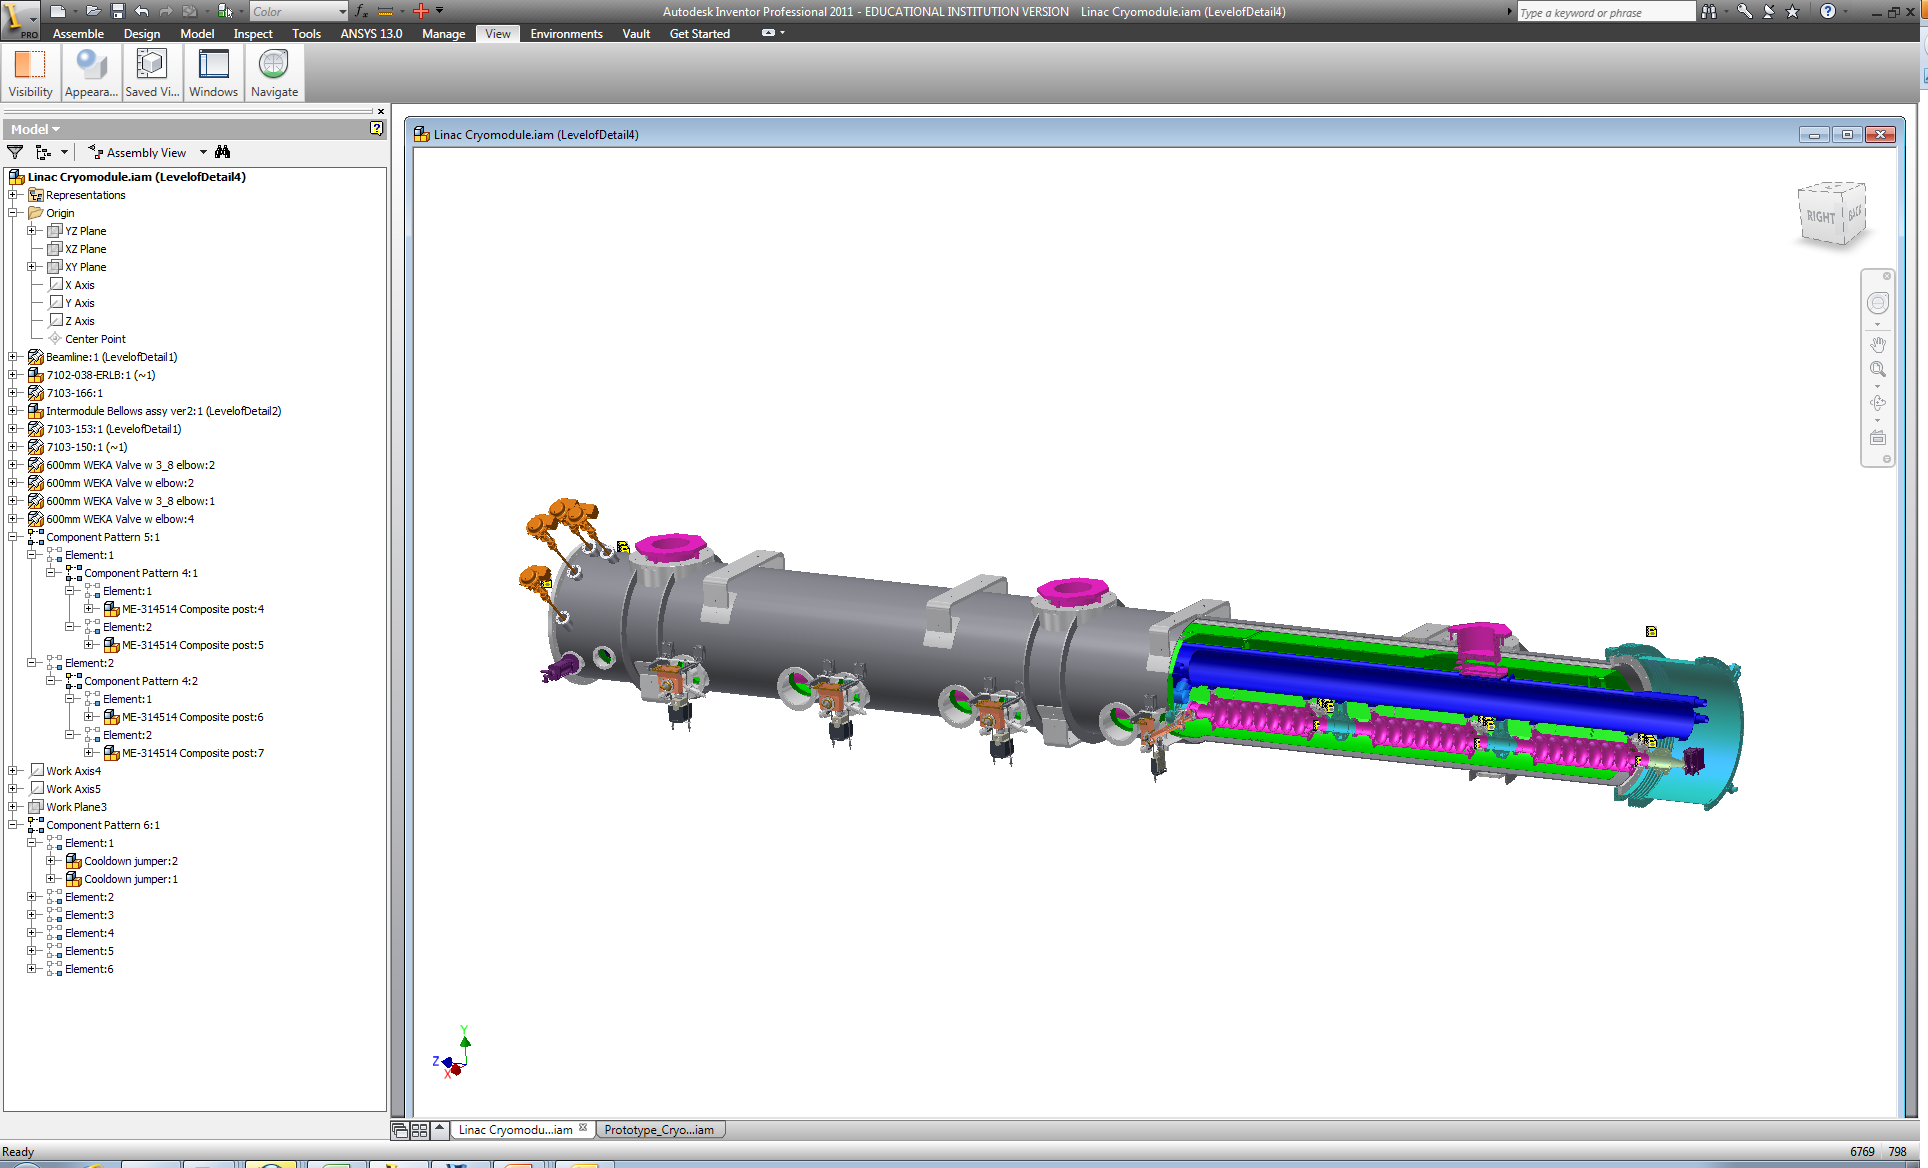 Color
Autodesk Inventor Professional 2011 - EDUCATIONAL INSTITUTION VERSION Linac Cryomodule.iam (LevelofDetail4)
Type a keyword or phrase
PRO
Assemble Design Model Inspect Tools ANSYS 13.0 Manage View Environments Vault Get Started
Visibility Appeara... Saved Vi... Windows Navigate
Model
Assembly View
Linac Cryomodule.iam (LevelofDetail4)
Representations
Origin
YZ Plane
XZ Plane
XY Plane
X Axis
Y Axis
Z Axis
Center Point
Beamline:1 (LevelofDetail1)
7102-038-ERLB:1 (~1)
7103-166:1
Intermodule Bellows assy ver2:1 (LevelofDetail2)
7103-153:1 (LevelofDetail1)
7103-150:1 (~1)
600mm WEKA Valve w 3_8 elbow:2
600mm WEKA Valve w elbow:2
600mm WEKA Valve w 3_8 elbow:1
600mm WEKA Valve w elbow:4
Component Pattern 5:1
Element:1
Component Pattern 4:1
Element:1
ME-314514 Composite post:4
Element:2
ME-314514 Composite post:5
Element:2
Component Pattern 4:2
Element:1
ME-314514 Composite post:6
Element:2
ME-314514 Composite post:7
Work Axis4
Work Axis5
Work Plane3
Component Pattern 6:1
Element:1
Cooldown jumper:2
Cooldown jumper:1
Element:2
Element:3
Element:4
Element:5
Element:6
Linac Cryomodule.iam (LevelofDetail4)
RIGHT BACK
Y
Z
X
Linac Cryomodu...iam Prototype_Cryo...iam
Ready
6769 798